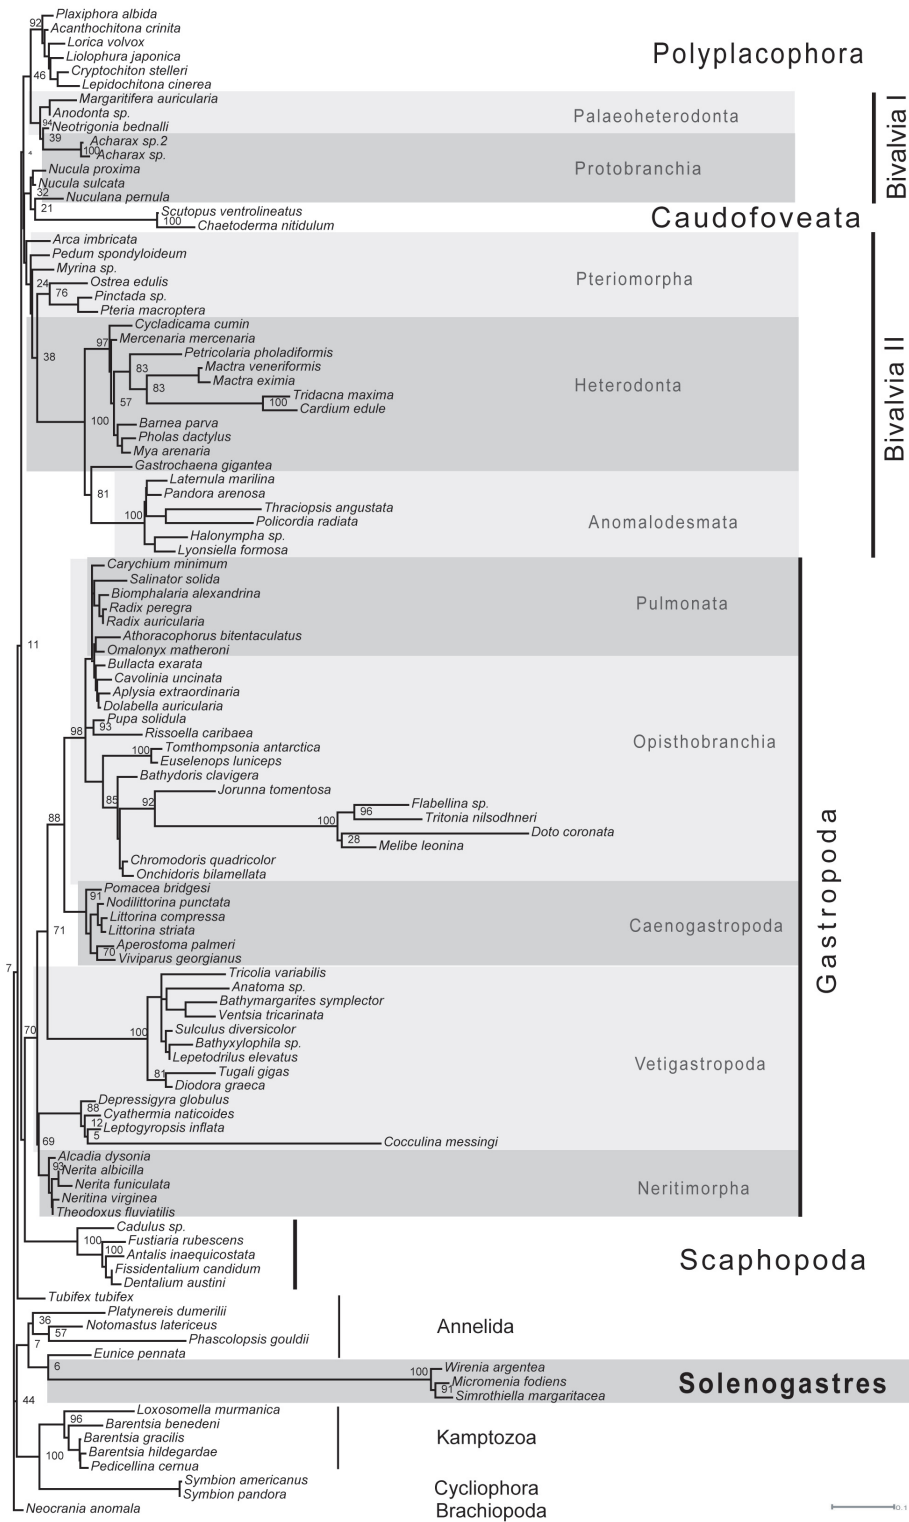 Plaxiphora albida
92
Acanthochitona crinita
Lorica volvox
Polyplacophora
Liolophura japonica
Cryptochiton stelleri
46
Lepidochitona cinerea
Margaritifera auricularia
Anodonta sp.
Palaeoheterodonta
94
Neotrigonia bednalli
39
Acharax sp.2
100
Acharax sp.
4
Protobranchia
Bivalvia I
Nucula proxima
Nucula sulcata
32
Nuculana pernula
21
Scutopus ventrolineatus
100
Caudofoveata
Chaetoderma nitidulum
Arca imbricata
Pedum spondyloideum
Myrina sp.
24
Ostrea edulis
Pteriomorpha
76
Pinctada sp.
Pteria macroptera
Cycladicama cumin
97
Mercenaria mercenaria
38
Petricolaria pholadiformis
83
Mactra veneriformis
83
Mactra eximia
Heterodonta
Bivalvia II
Tridacna maxima
57
100
Cardium edule
100
Barnea parva
Pholas dactylus
Mya arenaria
Gastrochaena gigantea
Laternula marilina
81
Pandora arenosa
Thraciopsis angustata
100
Policordia radiata
Anomalodesmata
Halonympha sp.
Lyonsiella formosa
Carychium minimum
Salinator solida
Biomphalaria alexandrina
Pulmonata
Radix peregra
Radix auricularia
Athoracophorus bitentaculatus
11
Omalonyx matheroni
Bullacta exarata
Cavolinia uncinata
Aplysia extraordinaria
Dolabella auricularia
Pupa solidula
98
93
Rissoella caribaea
Opisthobranchia
100
Tomthompsonia antarctica
Euselenops luniceps
Bathydoris clavigera
Jorunna tomentosa
85
92
Flabellina sp.
96
88
100
Tritonia nilsodhneri
Doto coronata
28
Melibe leonina
Chromodoris quadricolor
Onchidoris bilamellata
Gastropoda
Pomacea bridgesi
91
Nodilittorina punctata
Littorina compressa
71
Littorina striata
Caenogastropoda
Aperostoma palmeri
70
Viviparus georgianus
7
Tricolia variabilis
Anatoma sp.
Bathymargarites symplector
Ventsia tricarinata
70
100
Sulculus diversicolor
Bathyxylophila sp.
Lepetodrilus elevatus
Vetigastropoda
81
Tugali gigas
Diodora graeca
Depressigyra globulus
88
Cyathermia naticoides
12
Leptogyropsis inflata
5
69
Cocculina messingi
Alcadia dysonia
93
Nerita albicilla
Nerita funiculata
Neritimorpha
Neritina virginea
Theodoxus fluviatilis
Cadulus sp.
100
Fustiaria rubescens
100
Antalis inaequicostata
Scaphopoda
Fissidentalium candidum
Dentalium austini
Tubifex tubifex
Platynereis dumerilii
36
Notomastus latericeus
Annelida
57
Phascolopsis gouldii
7
Eunice pennata
6
100
Wirenia argentea
Micromenia fodiens
Solenogastres
91
Simrothiella margaritacea
44
Loxosomella murmanica
96
Barentsia benedeni
Barentsia gracilis
Kamptozoa
100
Barentsia hildegardae
Pedicellina cernua
Symbion americanus
Cycliophora
Symbion pandora
Neocrania anomala
Brachiopoda
0.1